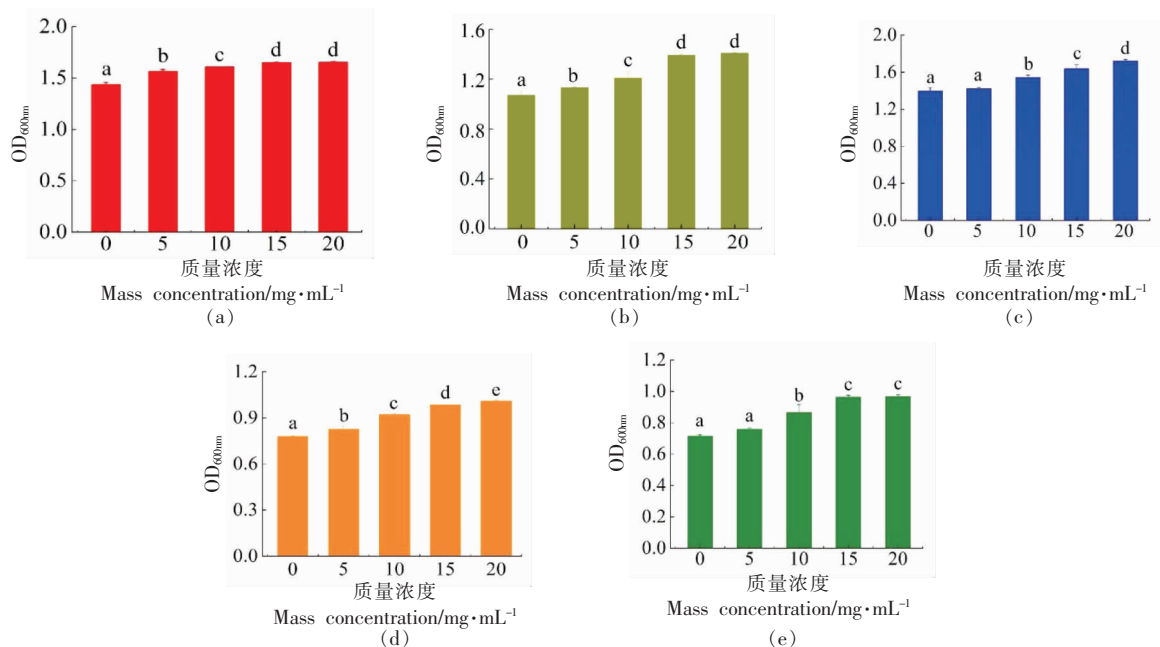 2.0
1.5
1.0
0.5
0.0
OD600nm
a b c d d
0 5 10 15 20
质量浓度
Mass concentration/mg·mL⁻¹
(a)
1.6
1.2
0.8
0.4
0.0
OD600nm
a b c d d
0 5 10 15 20
质量浓度
Mass concentration/mg·mL⁻¹
(b)
2.0
1.6
1.2
0.8
0.4
0.0
OD600nm
a a b c d
0 5 10 15 20
质量浓度
Mass concentration/mg·mL⁻¹
(c)
1.2
0.9
0.6
0.3
0.0
OD600nm
a b c d e
0 5 10 15 20
质量浓度
Mass concentration/mg·mL⁻¹
(d)
1.2
1.0
0.8
0.6
0.4
0.2
0.0
OD600nm
a a b c c
0 5 10 15 20
质量浓度
Mass concentration/mg·mL⁻¹
(e)